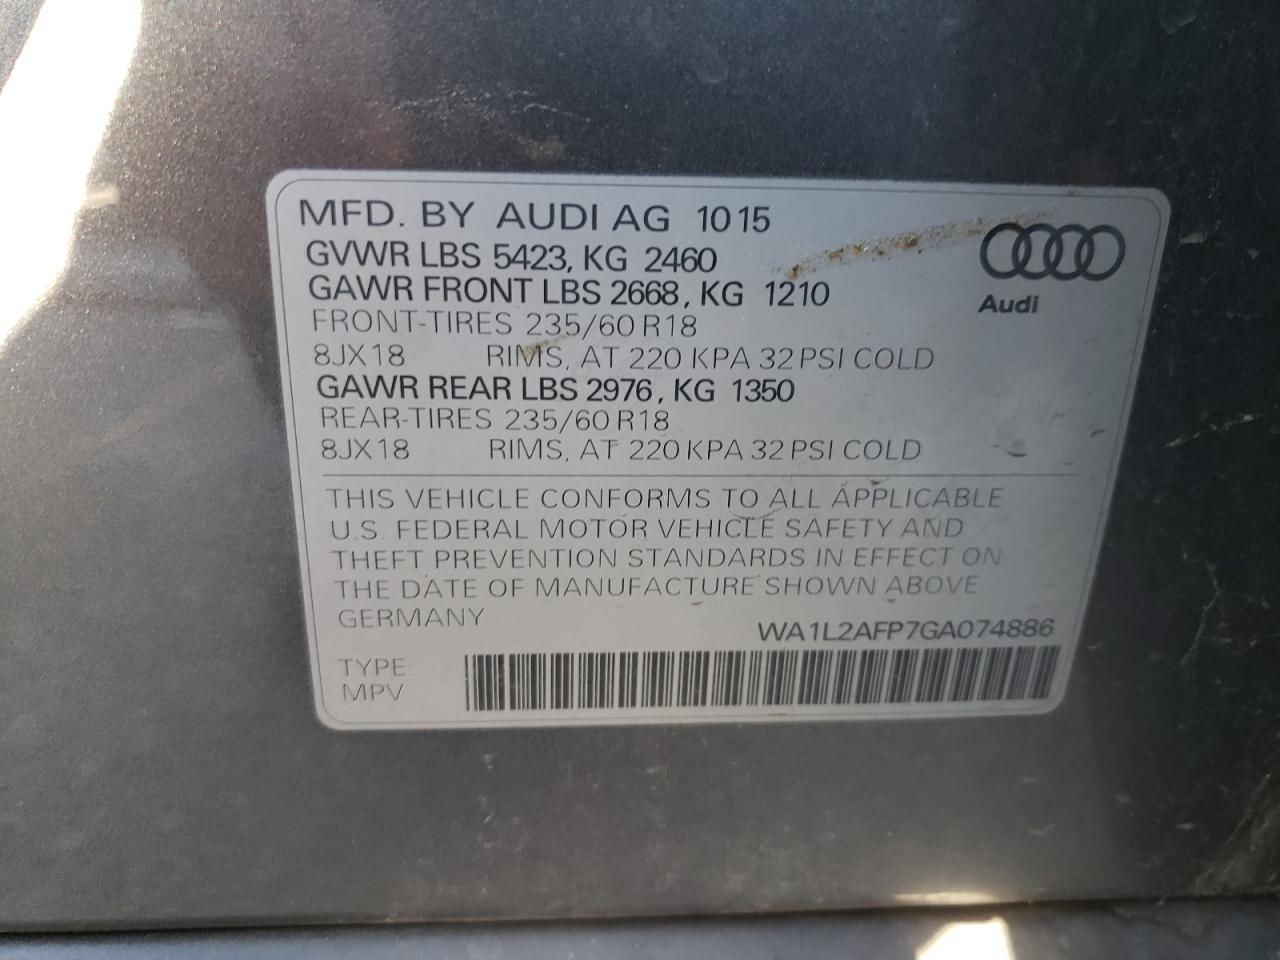 MFD. BY AUDI AG 10 15
GVWR LBS 5423, KG 2460
GAWR FRONT LBS 2668, KG 1210
Audi
FRONT-TIRES 235/60 R18
8JX18 RIMS, AT 220 KPA 32 PSI COLD
GAWR REAR LBS 2976, KG 1350
REAR-TIRES 235/60 R18
8JX18 RIMS, AT 220 KPA 32 PSI COLD
THIS VEHICLE CONFORMS TO ALL APPLICABLE
U.S. FEDERAL MOTOR VEHICLE SAFETY AND
THEFT PREVENTION STANDARDS IN EFFECT ON
THE DATE OF MANUFACTURE SHOWN ABOVE
GERMANY
WA1L2AFP7GA074886
TYPE:
MPV